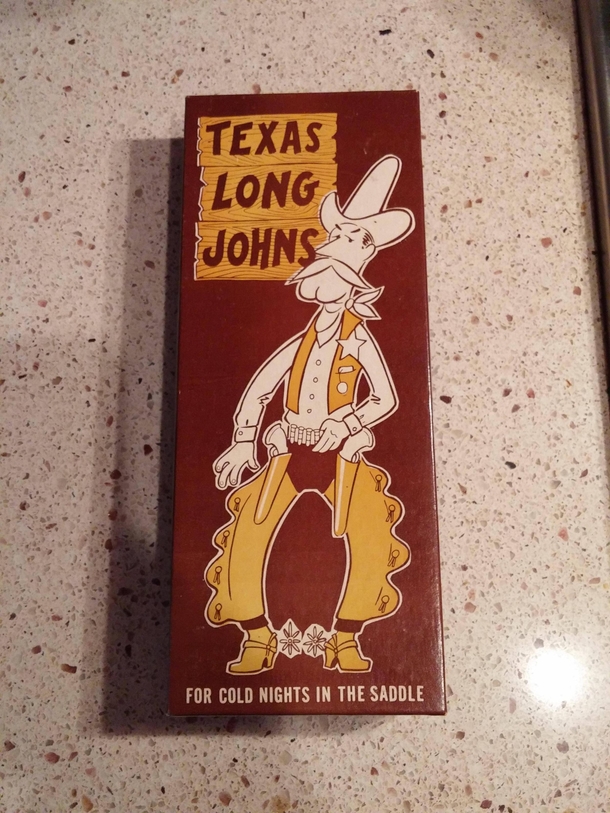 TEXAS
LONG
JOHNS
FOR COLD NIGHTS IN THE SADDLE